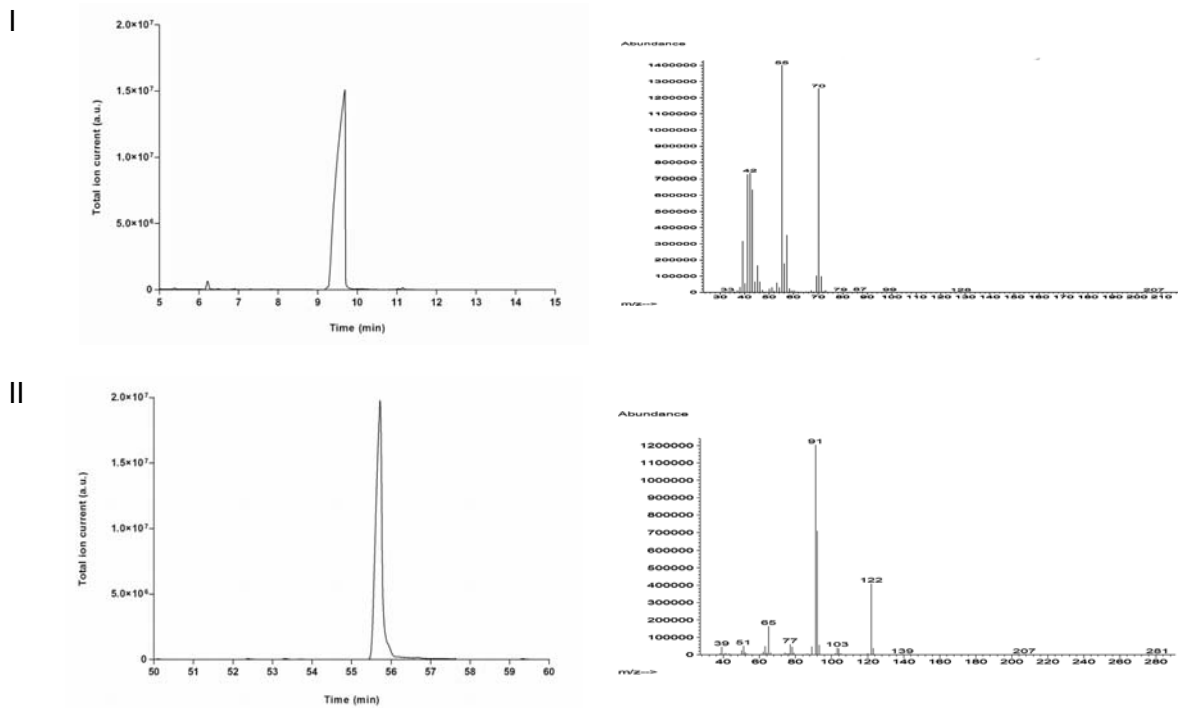 I
2.0×10⁷
1.5×10⁷
1.0×10⁷
5.0×10⁶
0
Total ion current (a.u.)
5 6 7 8 9 10 11 12 13 14 15
Time (min)
Abundance
1400000
1300000
1200000
1100000
1000000
900000
800000
700000
600000
500000
400000
300000
200000
100000
0
55
70
42
33 79 87 99 128 207
30 40 50 60 70 80 90 100 110 120 130 140 150 160 170 180 190 200 210
m/z-->
II
2.0×10⁷
1.5×10⁷
1.0×10⁷
5.0×10⁶
0
Total ion current (a.u.)
50 51 52 53 54 55 56 57 58 59 60
Time (min)
Abundance
1200000
1100000
1000000
900000
800000
700000
600000
500000
400000
300000
200000
100000
0
91
122
65
39 51 77 103 139 207 281
40 60 80 100 120 140 160 180 200 220 240 260 280
m/z-->